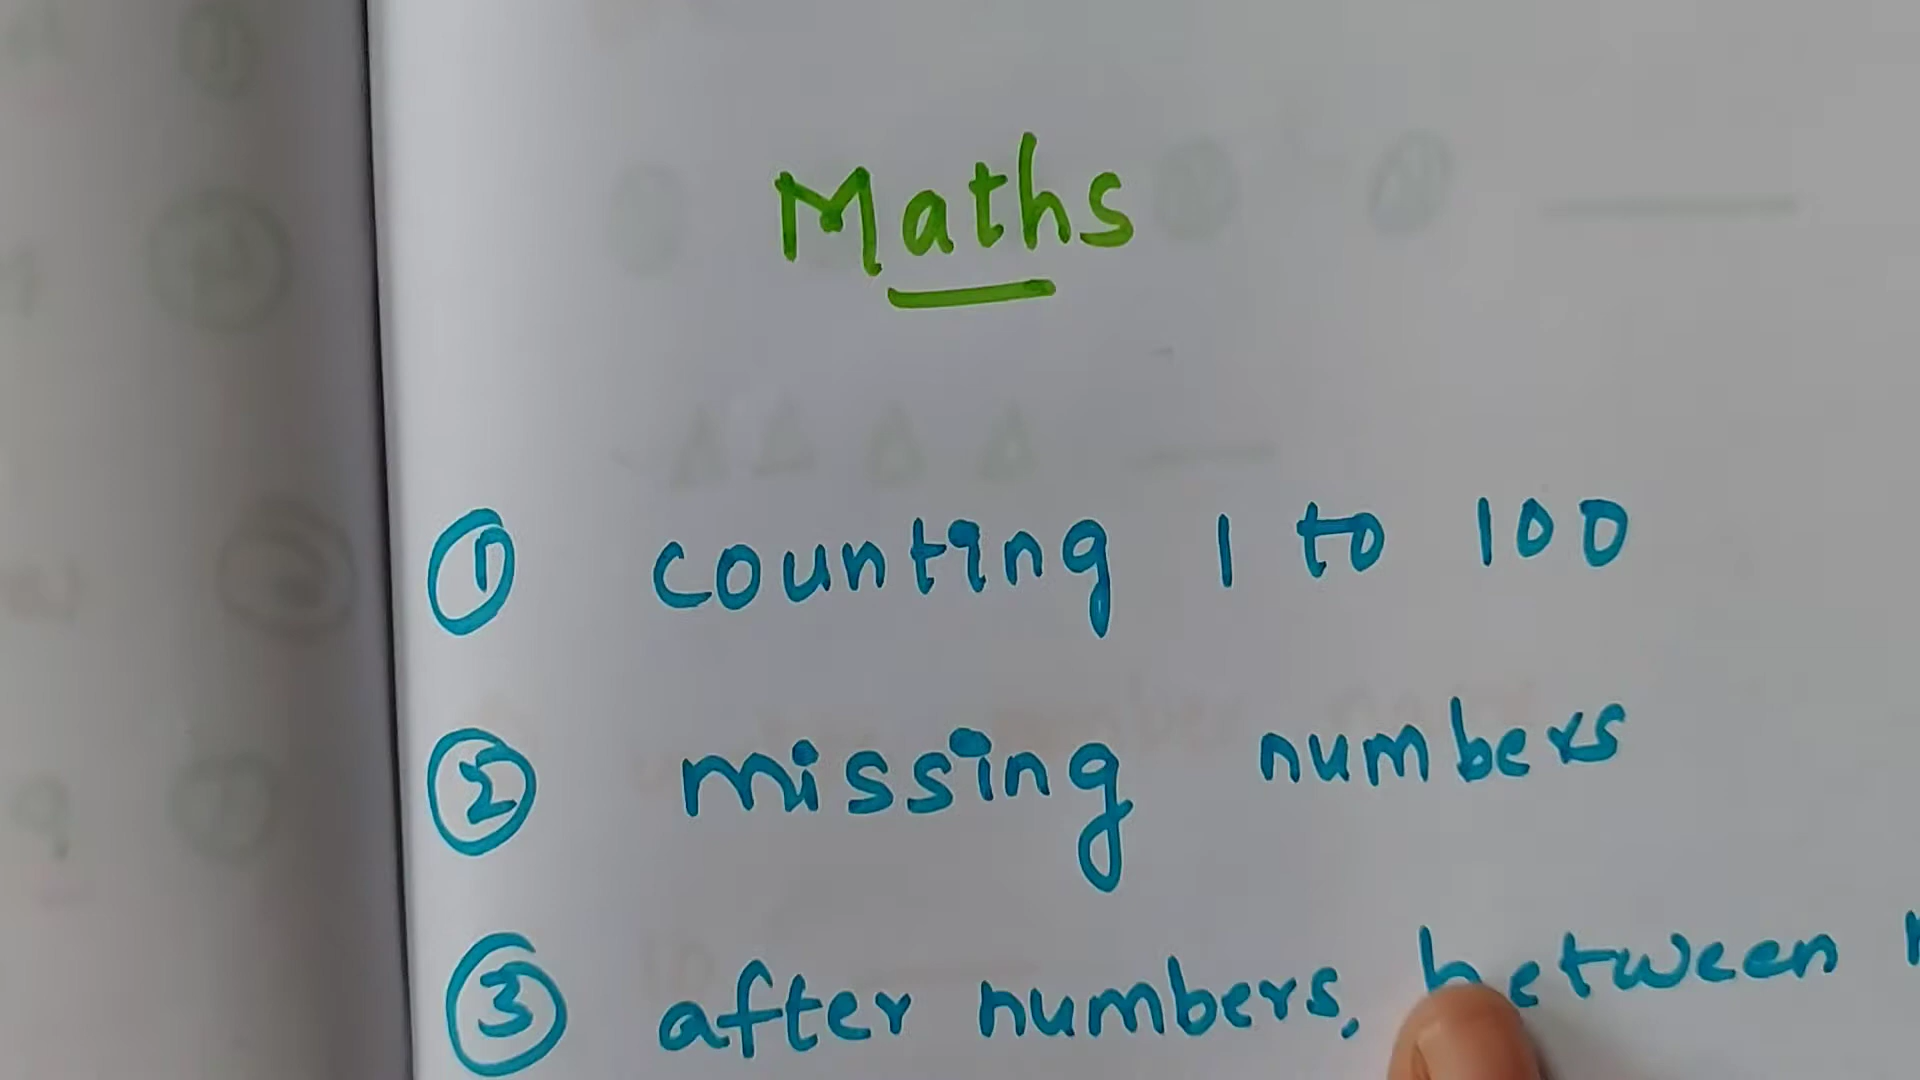 Maths
① counting 1 to 100
② missing numbers
③ after numbers, between